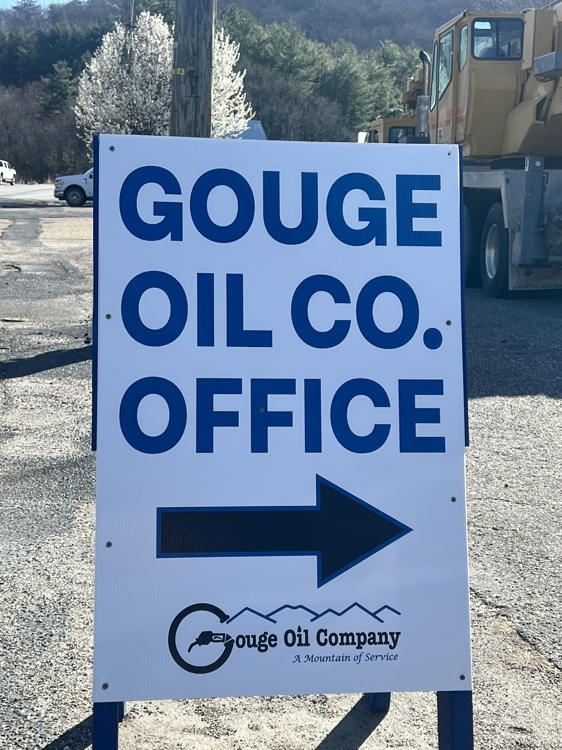 GOUGE
OIL CO.
OFFICE
Gouge Oil Company
A Mountain of Service